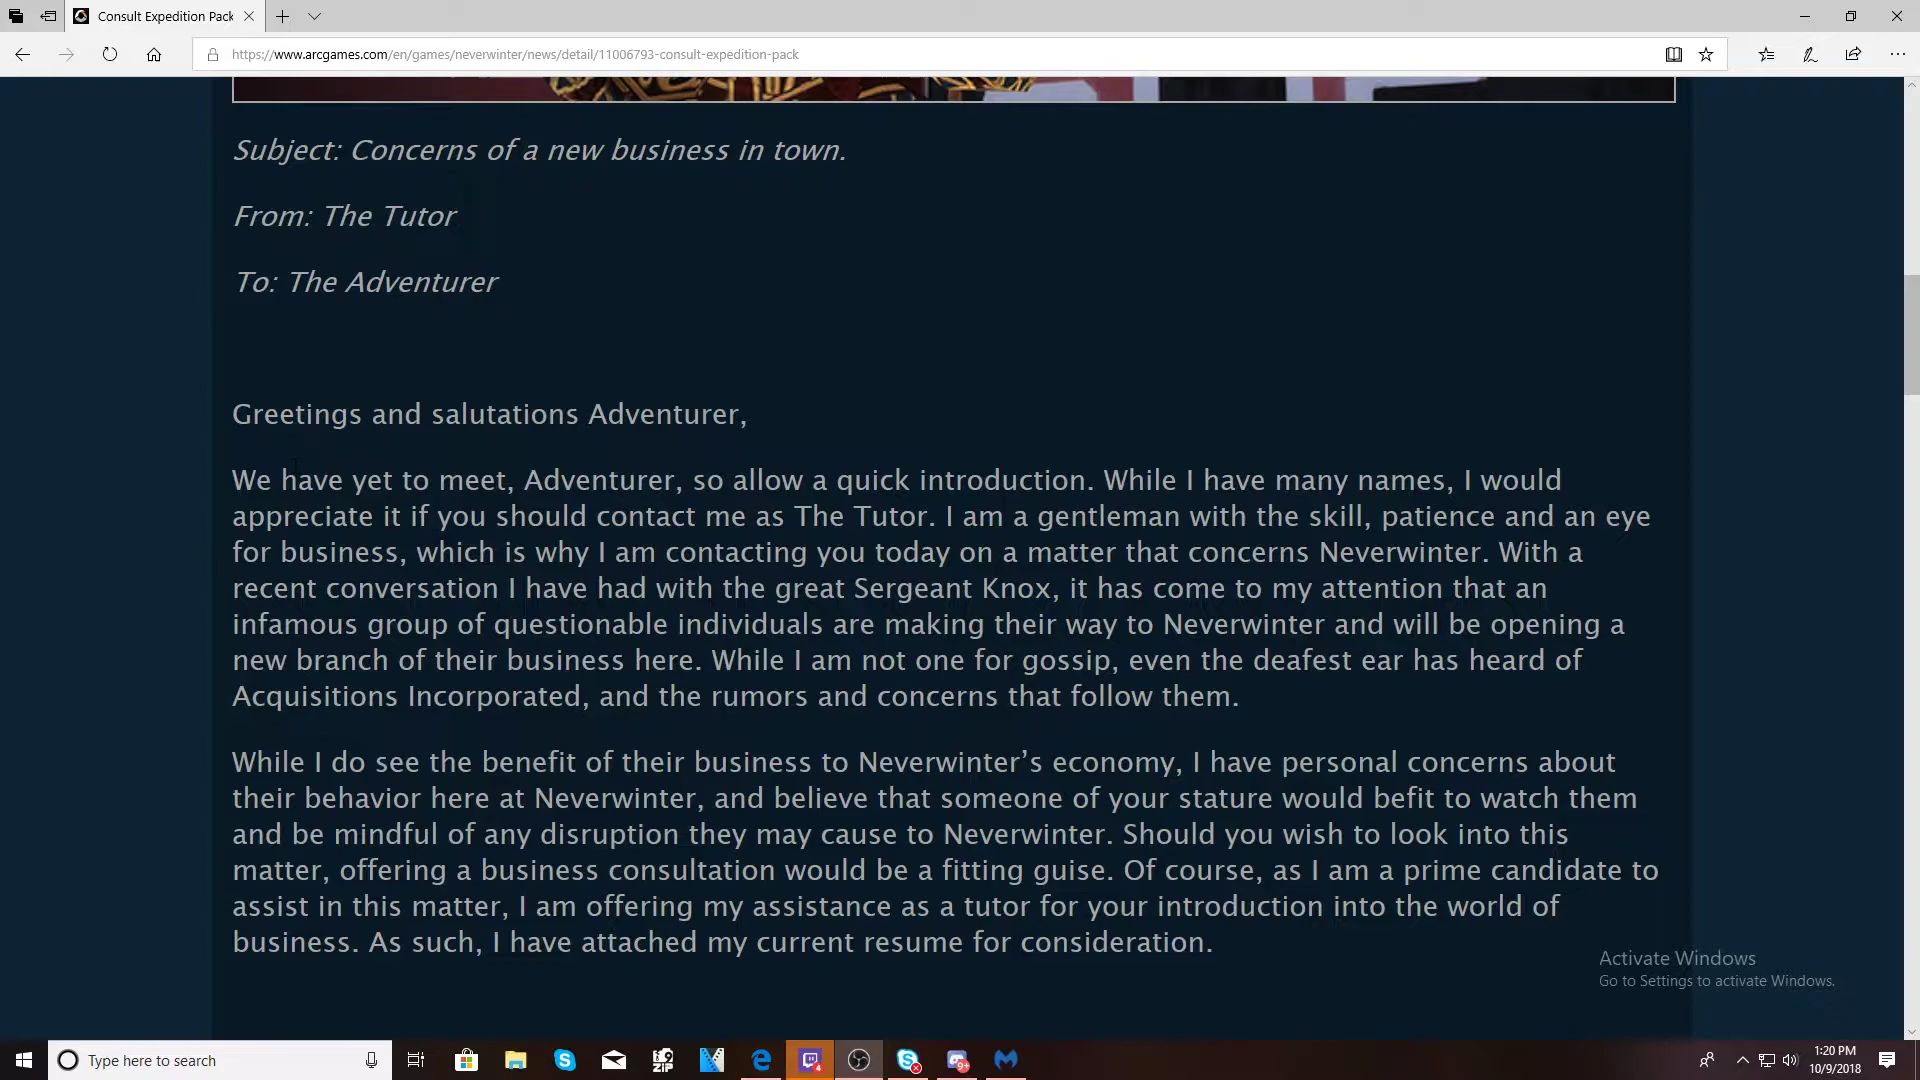 Consult Expedition Pack
https://www.arcgames.com/en/games/neverwinter/news/detail/11006793-consult-expedition-pack
Subject: Concerns of a new business in town.
From: The Tutor
To: The Adventurer
Greetings and salutations Adventurer,
We have yet to meet, Adventurer, so allow a quick introduction. While I have many names, I would
appreciate it if you should contact me as The Tutor. I am a gentleman with the skill, patience and an eye
for business, which is why I am contacting you today on a matter that concerns Neverwinter. With a
recent conversation I have had with the great Sergeant Knox, it has come to my attention that an
infamous group of questionable individuals are making their way to Neverwinter and will be opening a
new branch of their business here. While I am not one for gossip, even the deafest ear has heard of
Acquisitions Incorporated, and the rumors and concerns that follow them.
While I do see the benefit of their business to Neverwinter’s economy, I have personal concerns about
their behavior here at Neverwinter, and believe that someone of your stature would befit to watch them
and be mindful of any disruption they may cause to Neverwinter. Should you wish to look into this
matter, offering a business consultation would be a fitting guise. Of course, as I am a prime candidate to
assist in this matter, I am offering my assistance as a tutor for your introduction into the world of
business. As such, I have attached my current resume for consideration.
Activate Windows
Go to Settings to activate Windows.
Type here to search
7.9
ZIP
4
9+
1:20 PM
10/9/2018